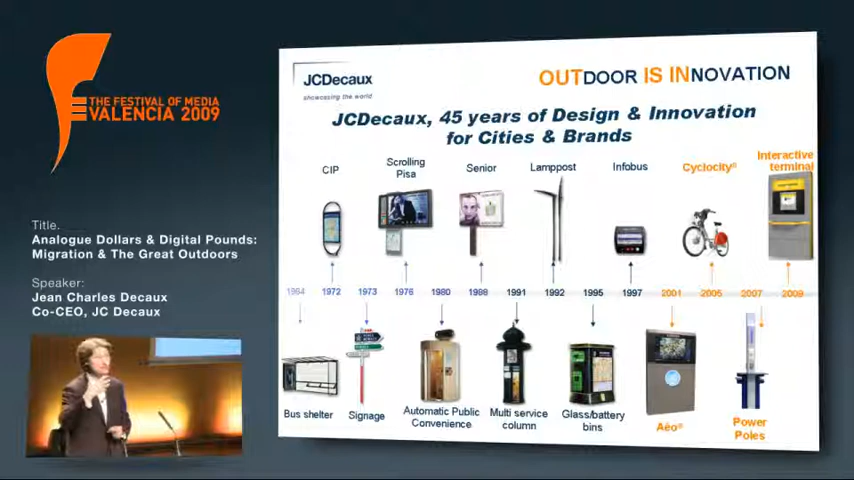 THE FESTIVAL OF MEDIA
VALENCIA 2009
Title.
Analogue Dollars & Digital Pounds:
Migration & The Great Outdoors
Speaker:
Jean Charles Decaux
Co-CEO, JC Decaux
JCDecaux
showcasing the world
OUTDOOR IS INNOVATION
JCDecaux, 45 years of Design & Innovation
for Cities & Brands
CIP
Scrolling
Pisa
Senior
Lamppost
Infobus
Cyclocity®
Interactive
terminal
1964 1972 1973 1976 1980 1988 1991 1992 1995 1997 2001 2005 2007 2009
Bus shelter
Signage
Automatic Public
Convenience
Multi service
column
Glass/battery
bins
Aéo®
Power
Poles